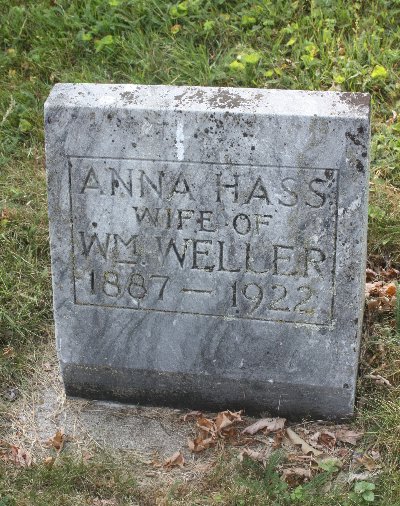 ANNA HASS
WIFE OF
WM WELLER
1887 — 1922